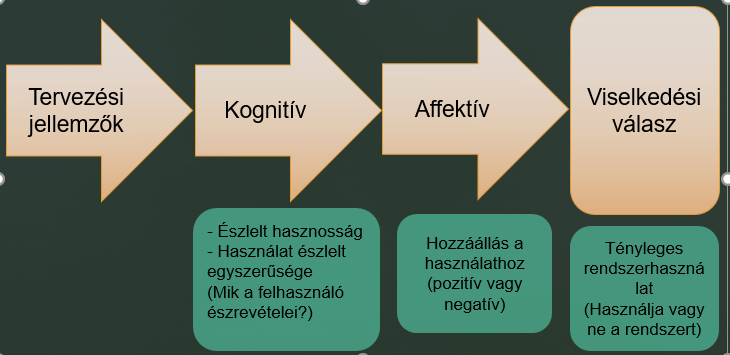 Tervezési
jellemzők
Kognitív
Affektív
Viselkedési
válasz
- Észlelt hasznosság
- Használat észlelt
egyszerűsége
(Mik a felhasználó
észrevételei?)
Hozzáállás a
használathoz
(pozitív vagy
negatív)
Tényleges
rendszerhaszná
lat
(Használja vagy
ne a rendszert)